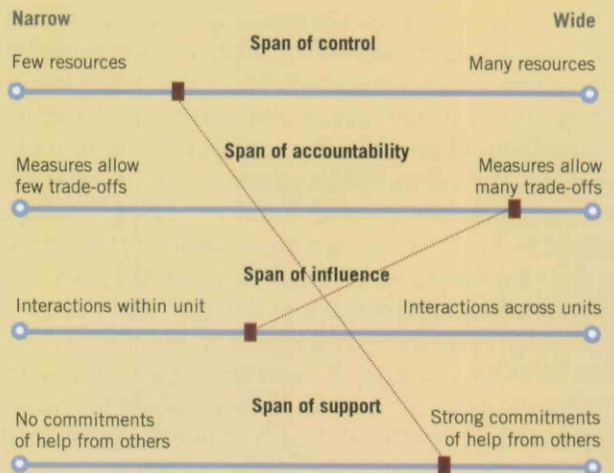 Narrow
Wide
Span of control
Few resources
Many resources
Span of accountability
Measures allow
few trade-offs
Measures allow
many trade-offs
Span of influence
Interactions within unit
Interactions across units
Span of support
No commitments
of help from others
Strong commitments
of help from others